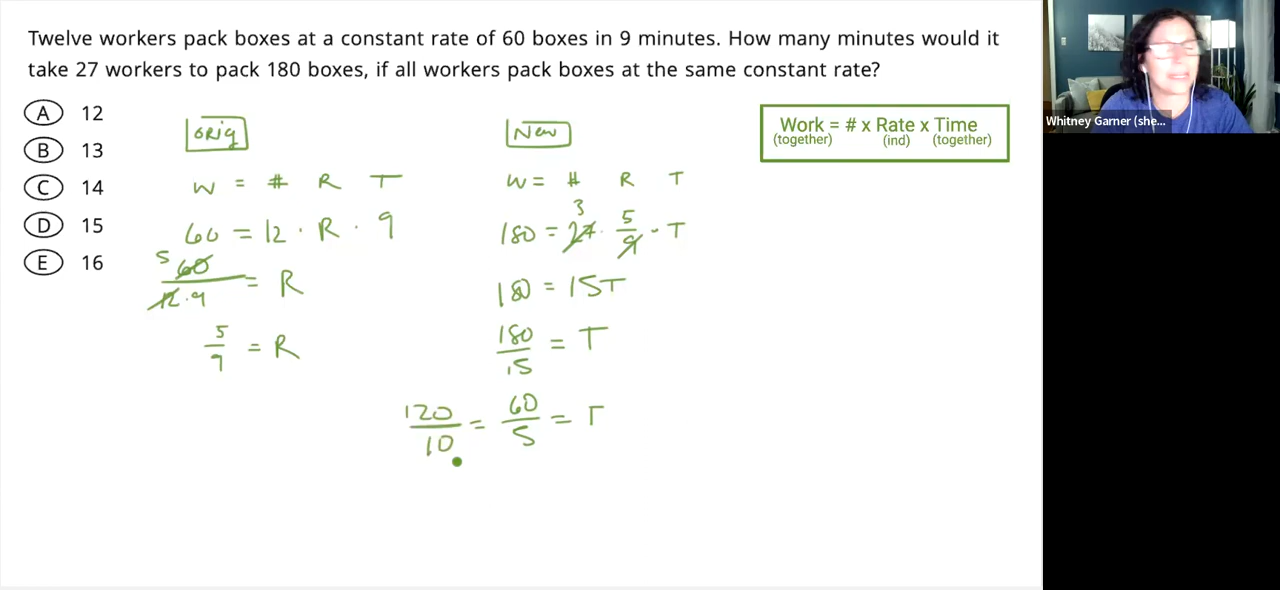 Twelve workers pack boxes at a constant rate of 60 boxes in 9 minutes. How many minutes would it
take 27 workers to pack 180 boxes, if all workers pack boxes at the same constant rate?
A 12
B 13
C 14
D 15
E 16
Orig
W = # R T
60 = 12 · R · 9
5 60 / 12·9 = R
5/9 = R
New
W = # R T
3
180 = 27 · 5/9 · T
180 = 15T
180/15 = T
120/10 = 60/5 = T
Work = # x Rate x Time
(together) (ind) (together)
Whitney Garner (she...